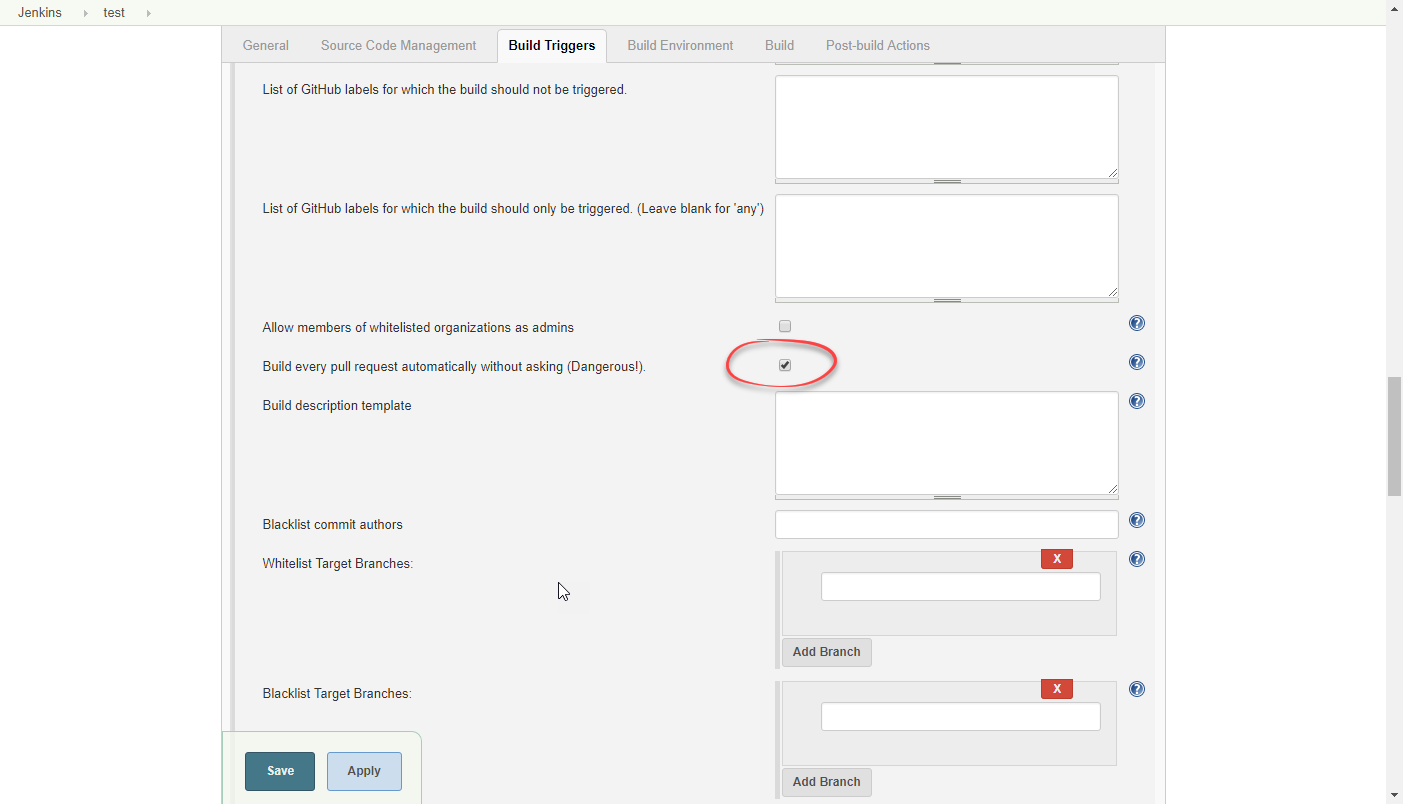 Jenkins test
General Source Code Management Build Triggers Build Environment Build Post-build Actions
List of GitHub labels for which the build should not be triggered.
List of GitHub labels for which the build should only be triggered. (Leave blank for 'any')
Allow members of whitelisted organizations as admins
?
Build every pull request automatically without asking (Dangerous!).
?
Build description template
?
Blacklist commit authors
?
Whitelist Target Branches:
X
?
Add Branch
Blacklist Target Branches:
X
?
Save Apply
Add Branch